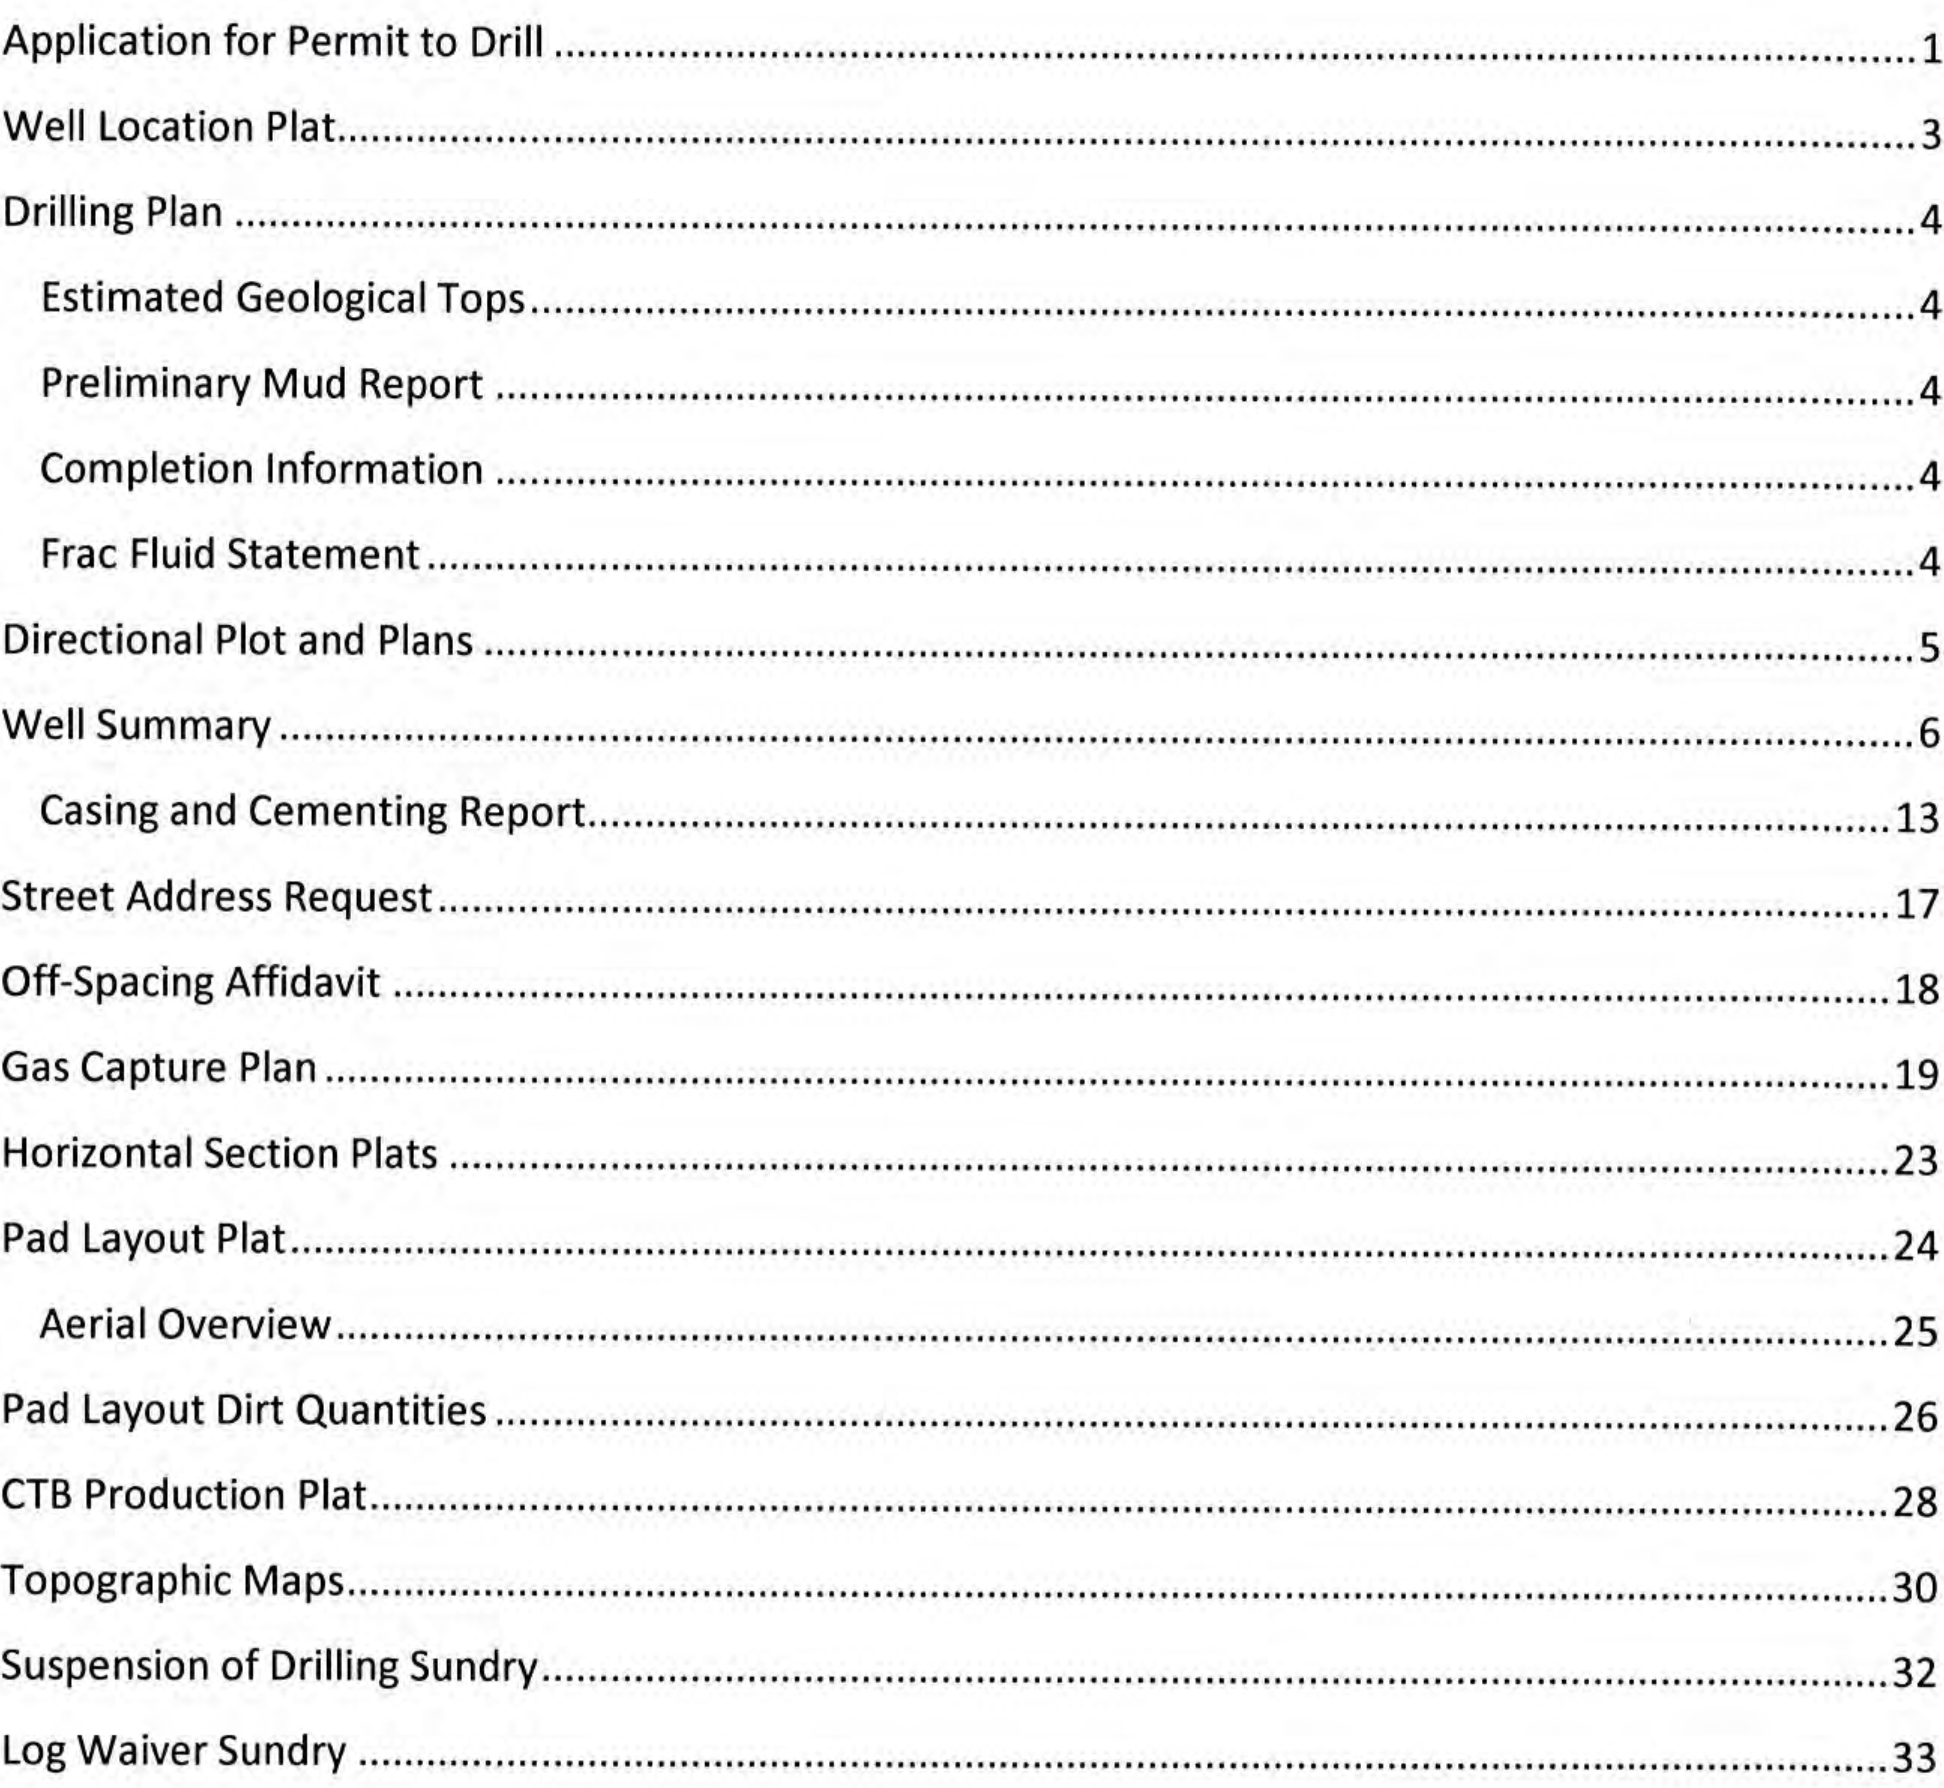 Application for Permit to Drill ........ 1
Well Location Plat ........ 3
Drilling Plan ........ 4
Estimated Geological Tops ........ 4
Preliminary Mud Report ........ 4
Completion Information ........ 4
Frac Fluid Statement ........ 4
Directional Plot and Plans ........ 5
Well Summary ........ 6
Casing and Cementing Report ........ 13
Street Address Request ........ 17
Off-Spacing Affidavit ........ 18
Gas Capture Plan ........ 19
Horizontal Section Plats ........ 23
Pad Layout Plat ........ 24
Aerial Overview ........ 25
Pad Layout Dirt Quantities ........ 26
CTB Production Plat ........ 28
Topographic Maps ........ 30
Suspension of Drilling Sundry ........ 32
Log Waiver Sundry ........ 33